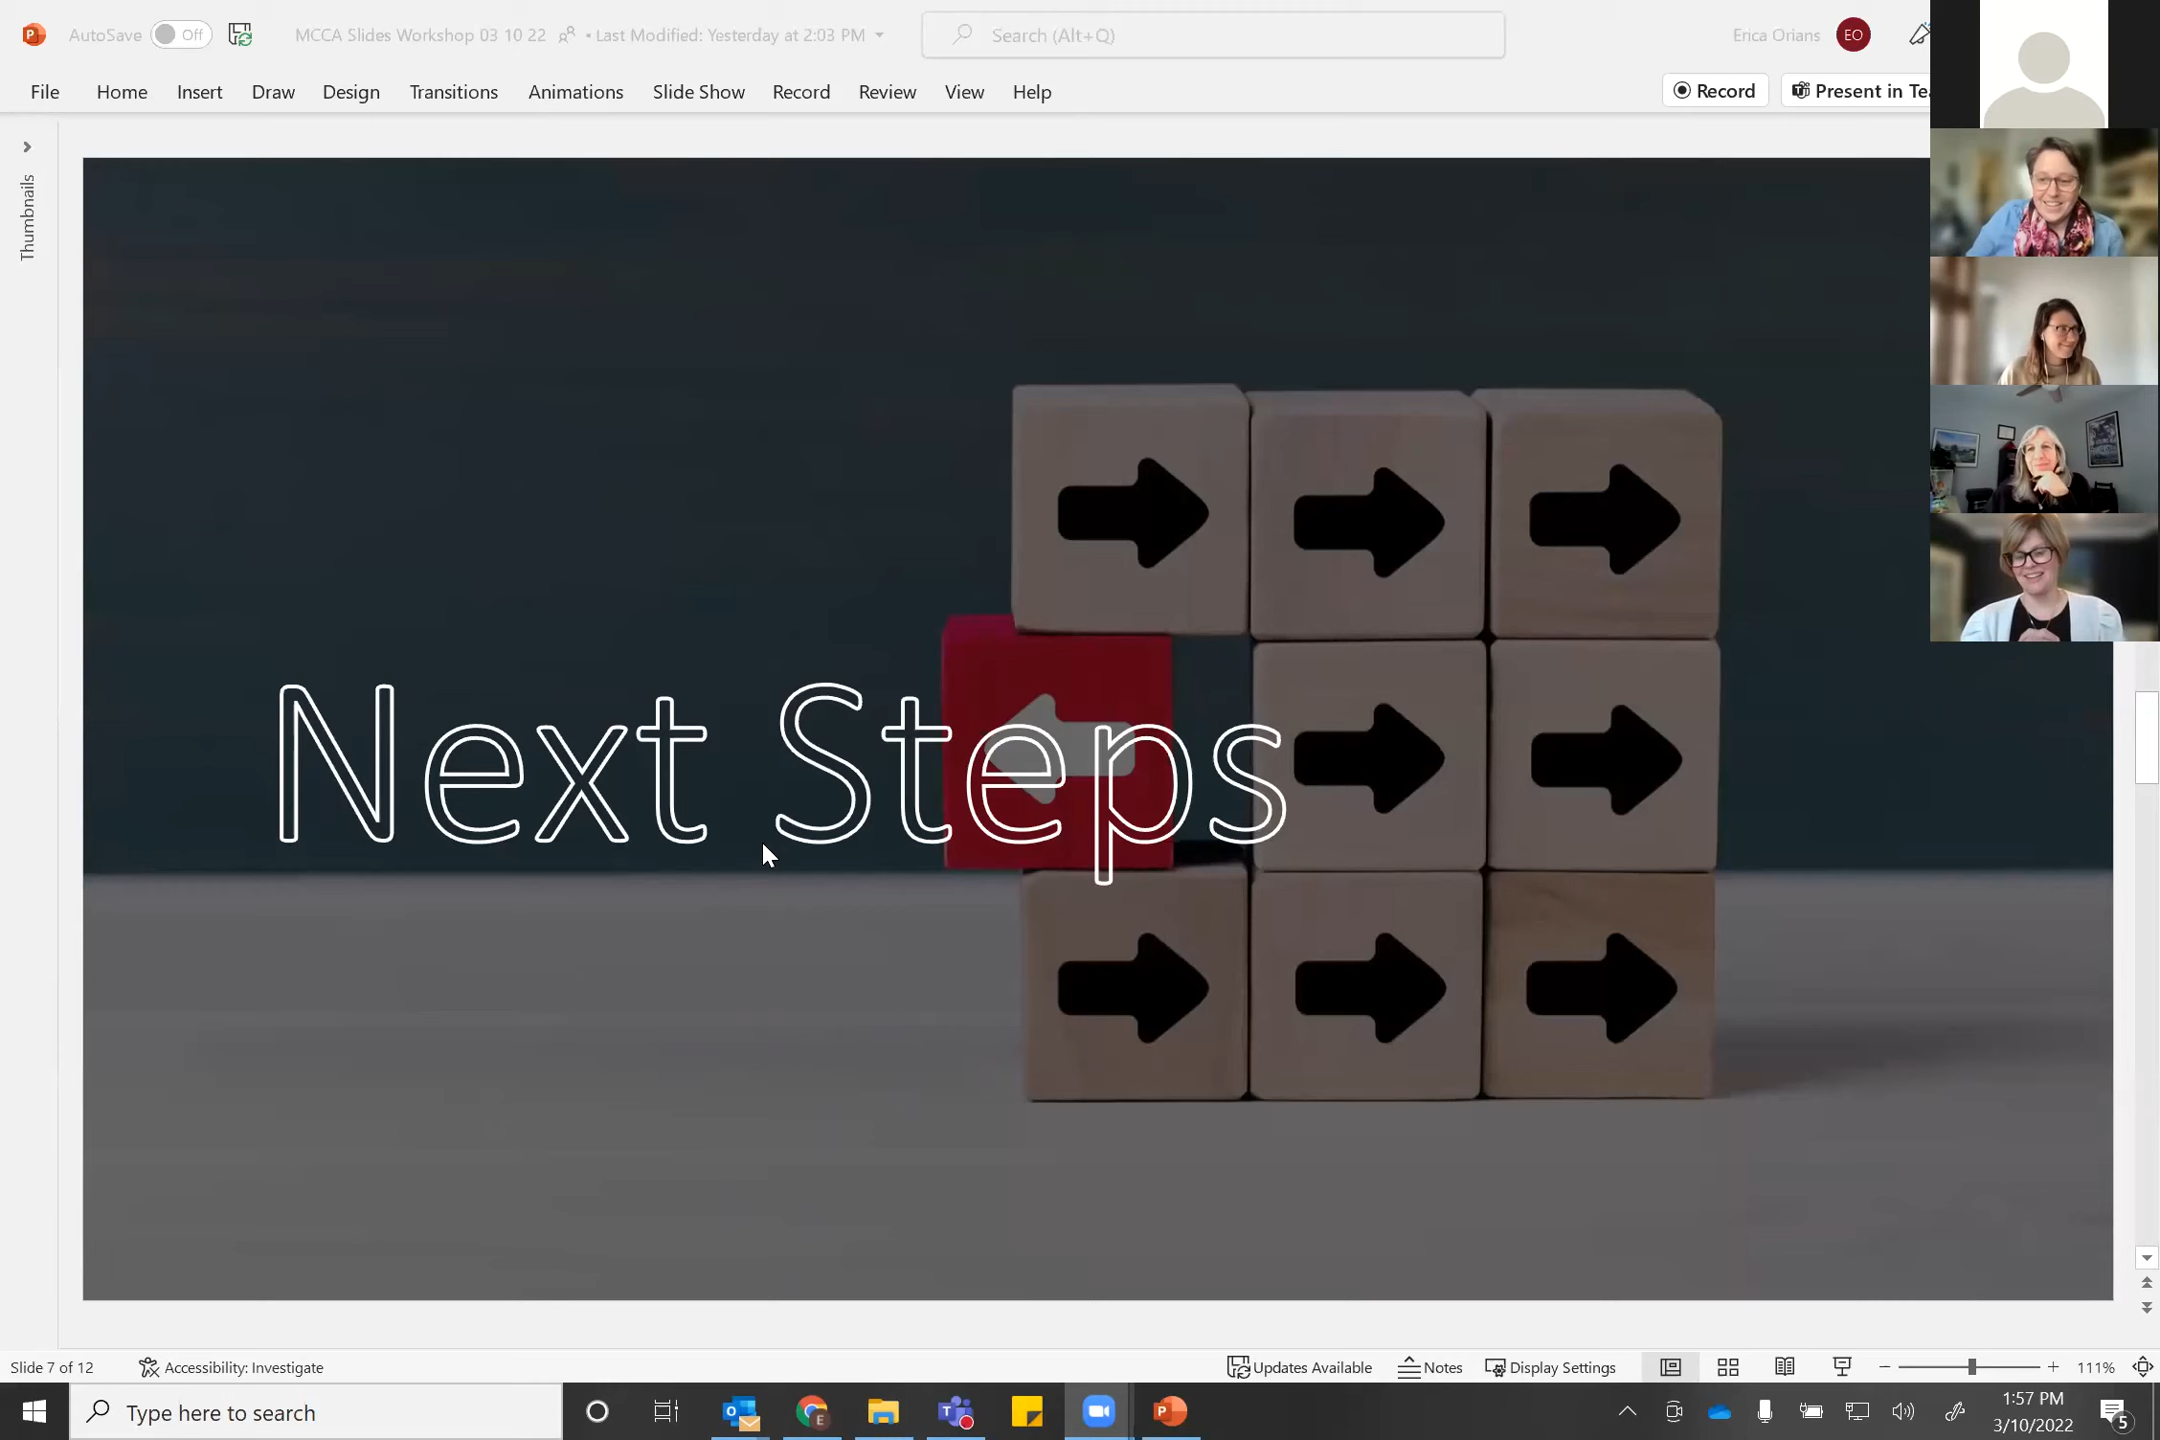 AutoSave Off MCCA Slides Workshop 03 10 22 • Last Modified: Yesterday at 2:03 PM Search (Alt+Q) Erica Orians EO
File Home Insert Draw Design Transitions Animations Slide Show Record Review View Help Record Present in Tea
Thumbnails
Next Steps
Slide 7 of 12 Accessibility: Investigate Updates Available Notes Display Settings 111%
Type here to search 1:57 PM
3/10/2022 5